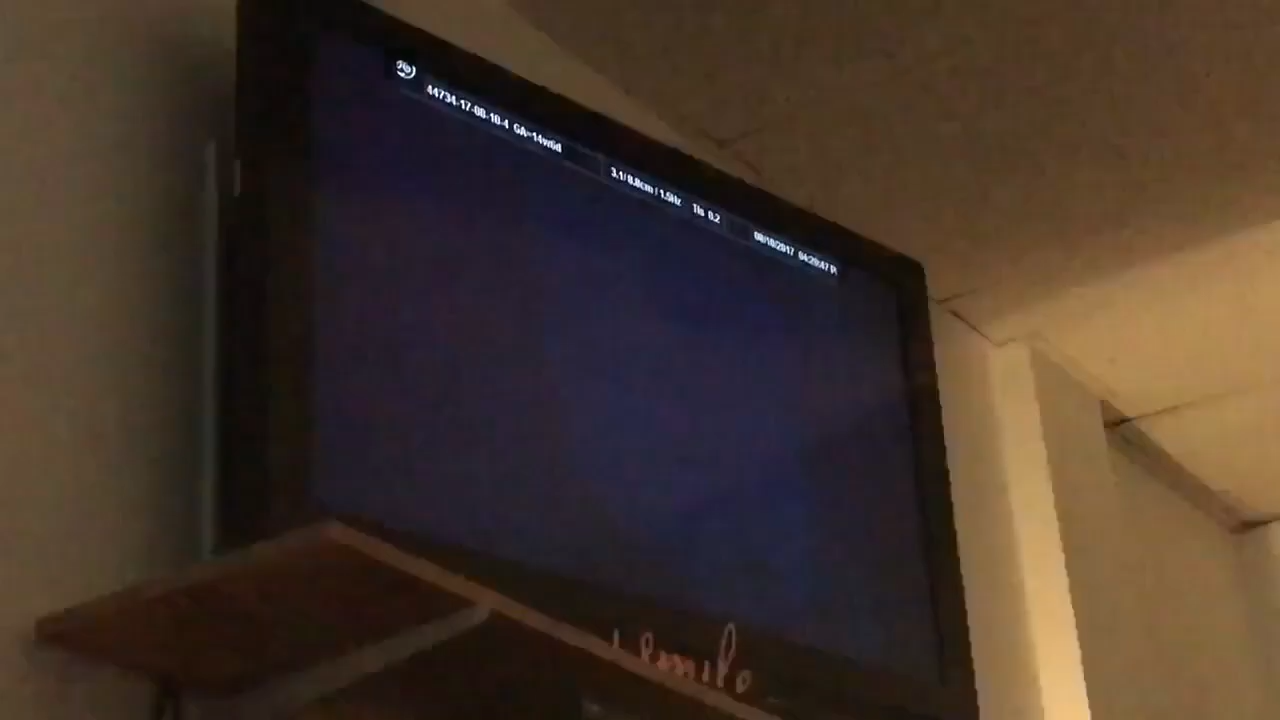 44734-17-08-10-4 GA=14w6d
3.1/8.8cm / 1.5Hz TIs 0.2
08/10/2017 04:29:47 P